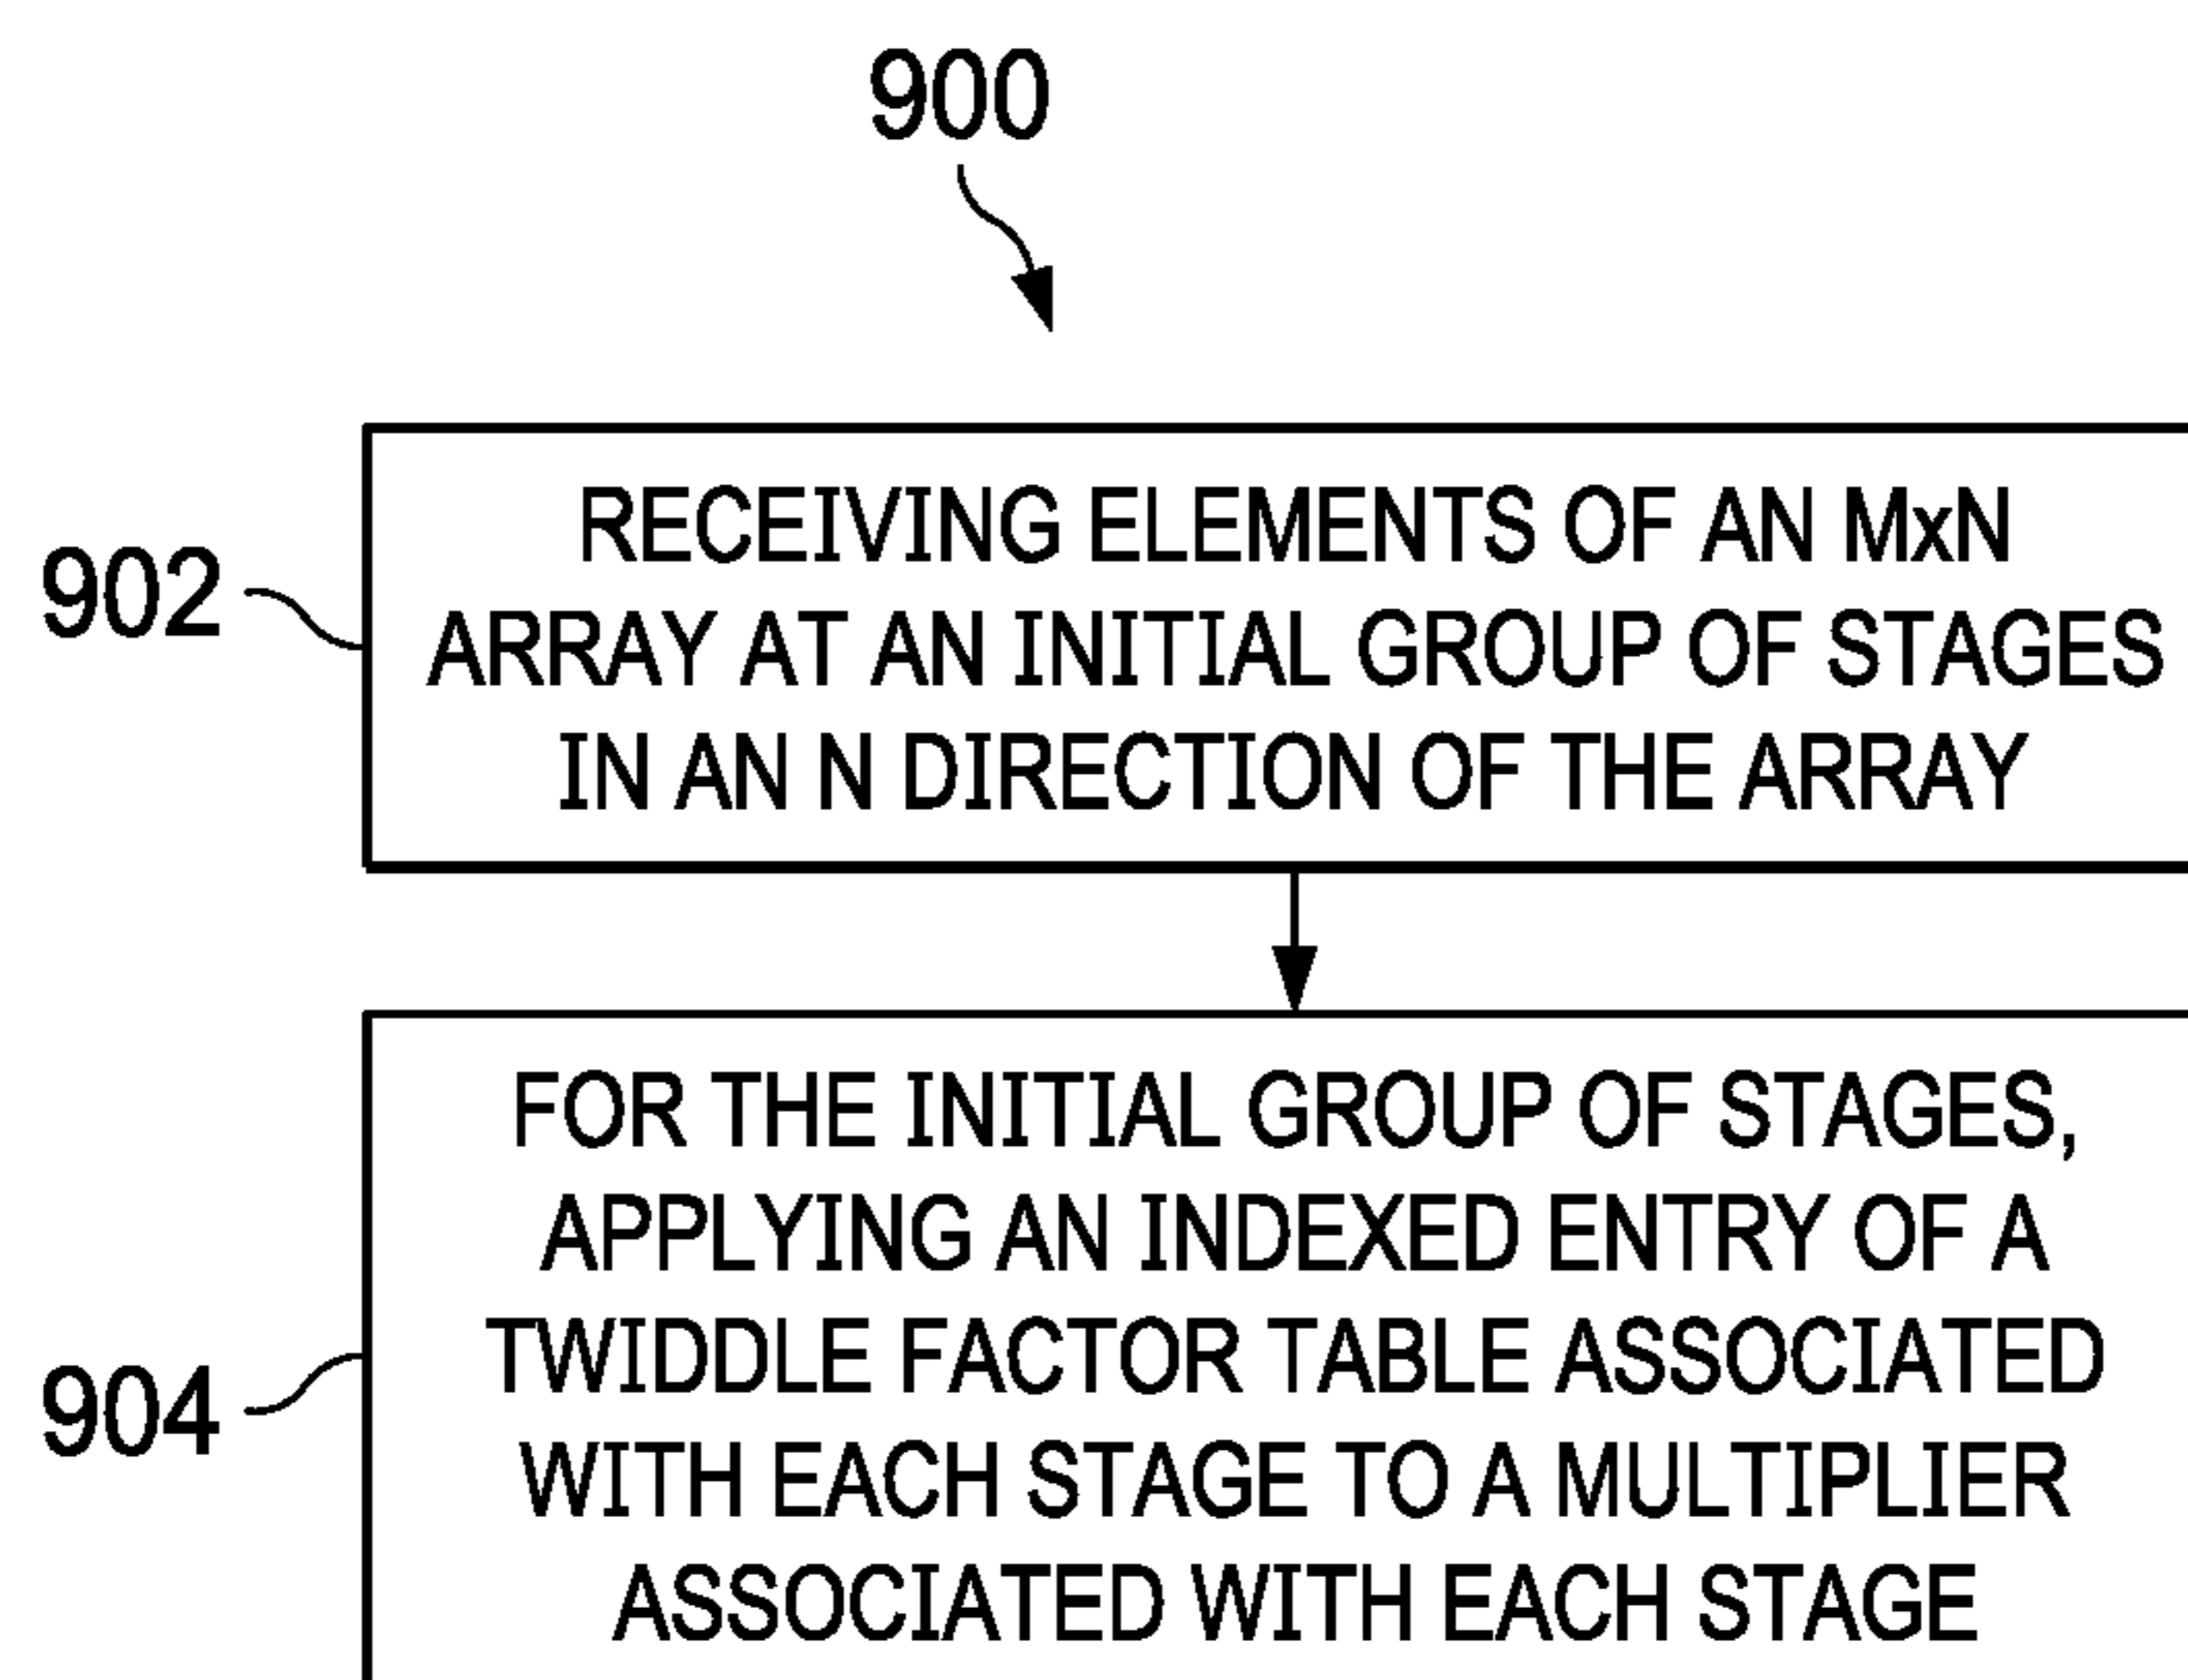 900
902
RECEIVING ELEMENTS OF AN MxN
ARRAY AT AN INITIAL GROUP OF STAGES
IN AN N DIRECTION OF THE ARRAY
904
FOR THE INITIAL GROUP OF STAGES,
APPLYING AN INDEXED ENTRY OF A
TWIDDLE FACTOR TABLE ASSOCIATED
WITH EACH STAGE TO A MULTIPLIER
ASSOCIATED WITH EACH STAGE